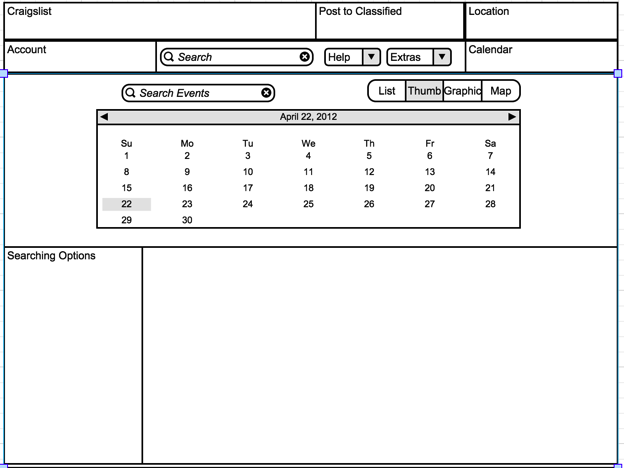 Craigslist Post to Classified Location
Account Search Help Extras Calendar
Search Events List Thumb Graphic Map
April 22, 2012
Su Mo Tu We Th Fr Sa
1 2 3 4 5 6 7
8 9 10 11 12 13 14
15 16 17 18 19 20 21
22 23 24 25 26 27 28
29 30
Searching Options